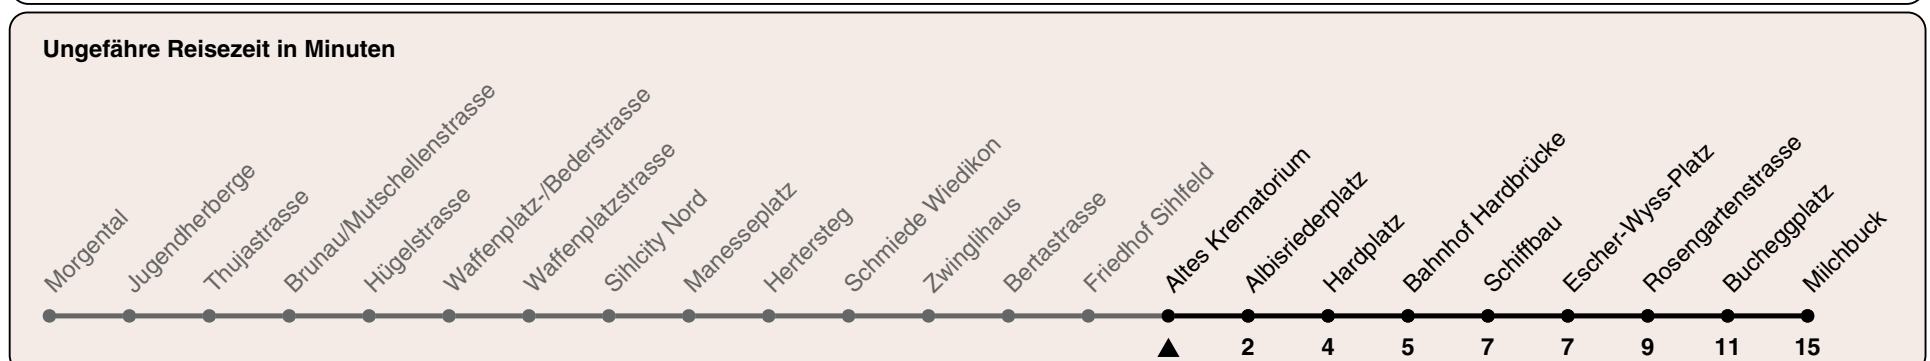 Ungefähre Reisezeit in Minuten
Morgental
Jugendherberge
Thujastrasse
Brunau/Mutschellenstrasse
Hügelstrasse
Waffenplatz-/Bederstrasse
Waffenplatzstrasse
Sihlcity Nord
Manesseplatz
Hertersteg
Schmiede Wiedikon
Zwinglihaus
Bertastrasse
Friedhof Sihlfeld
Altes Krematorium
Albisriederplatz
Hardplatz
Bahnhof Hardbrücke
Schiffbau
Escher-Wyss-Platz
Rosengartenstrasse
Bucheggplatz
Milchbuck
2 4 5 7 7 9 11 15